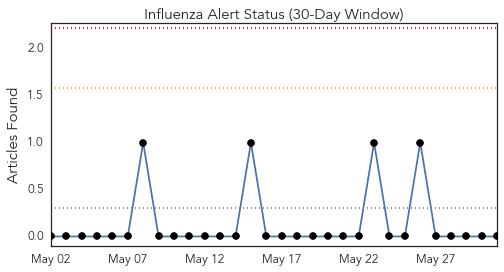 Influenza Alert Status (30-Day Window)
Articles Found
2.0
1.5
1.0
0.5
0.0
May 02 May 07 May 12 May 17 May 22 May 27